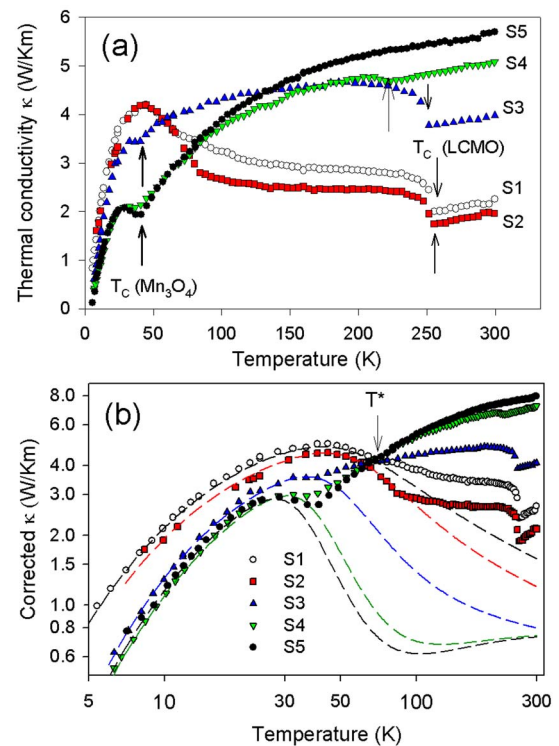 (a)
S5
S4
S3
S1
S2
T_C (LCMO)
T_C (Mn₃O₄)
Thermal conductivity κ (W/Km)
6
5
4
3
2
1
0
0 50 100 150 200 250 300
Temperature (K)
(b)
T*
Corrected κ (W/Km)
8.0
6.0
4.0
3.0
2.0
1.0
0.8
0.6
S1
S2
S3
S4
S5
5 10 30 50 100 300
Temperature (K)